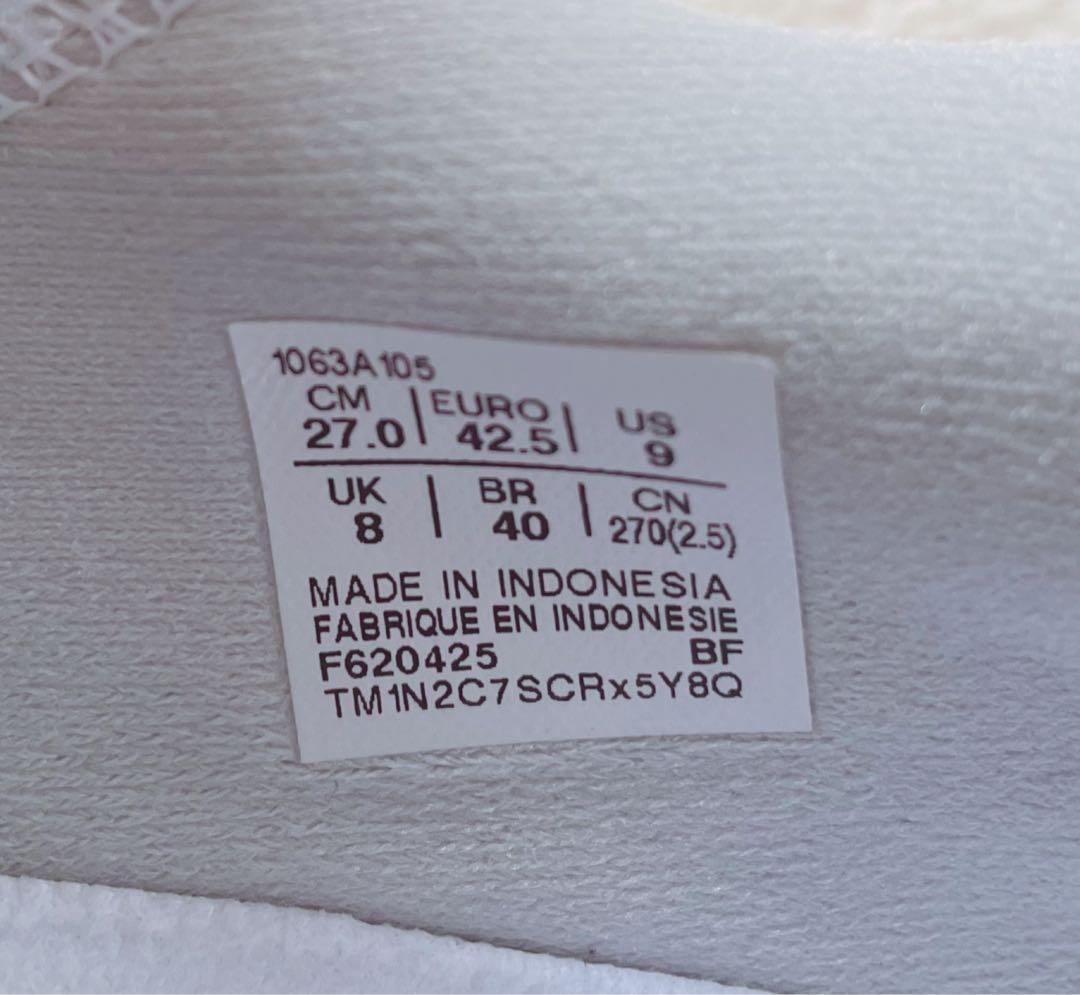 1063A105
CM | EURO | US
27.0 | 42.5 | 9
UK | BR | CN
8 | 40 | 270(2.5)
MADE IN INDONESIA
FABRIQUE EN INDONESIE
F620425 BF
TM1N2C7SCRx5Y8Q